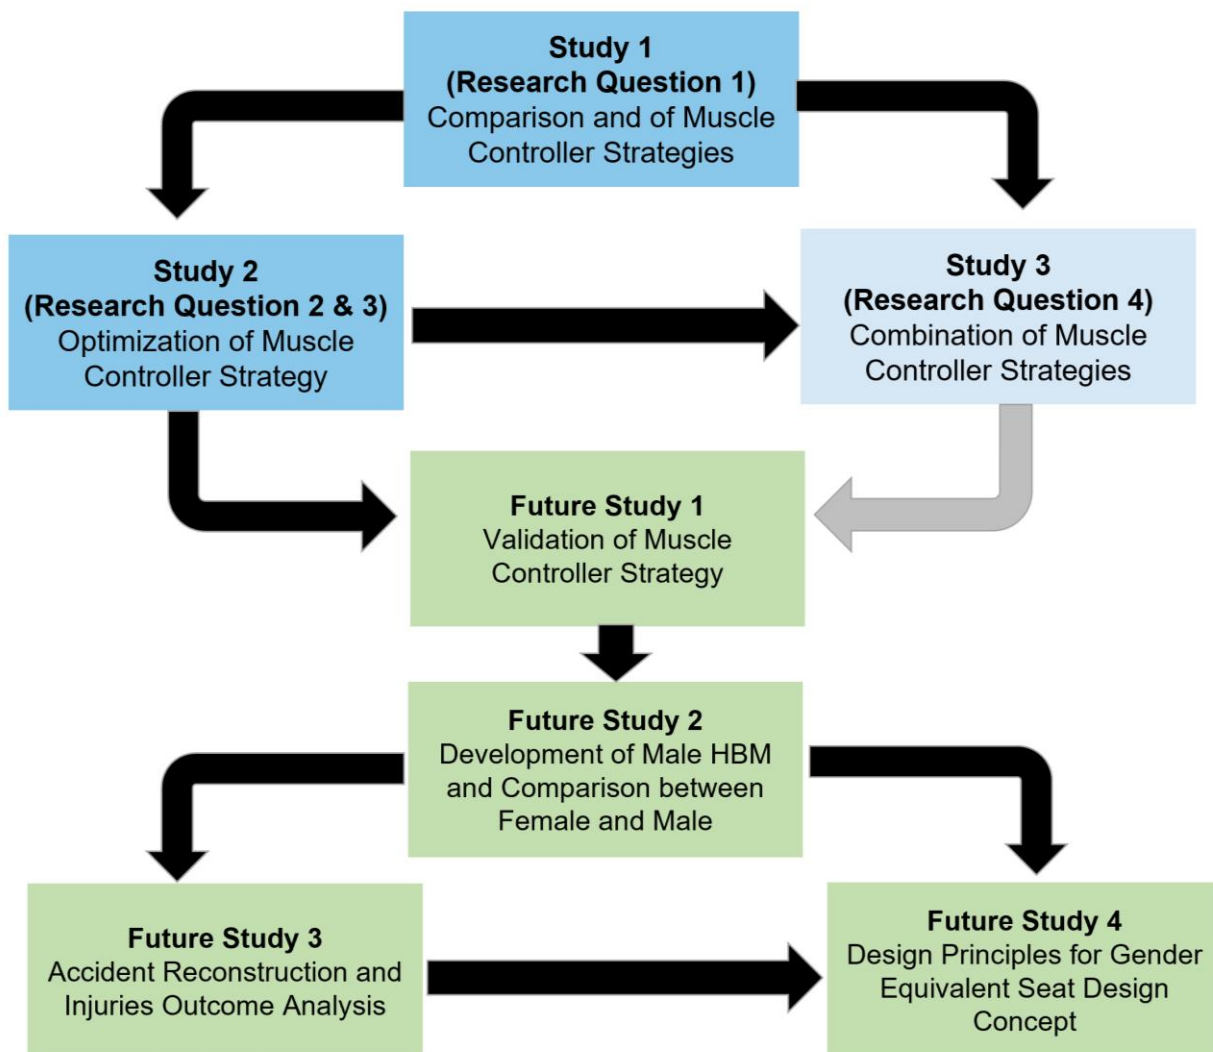 Study 1
(Research Question 1)
Comparison and of Muscle
Controller Strategies
Study 2
(Research Question 2 & 3)
Optimization of Muscle
Controller Strategy
Study 3
(Research Question 4)
Combination of Muscle
Controller Strategies
Future Study 1
Validation of Muscle
Controller Strategy
Future Study 2
Development of Male HBM
and Comparison between
Female and Male
Future Study 3
Accident Reconstruction and
Injuries Outcome Analysis
Future Study 4
Design Principles for Gender
Equivalent Seat Design
Concept